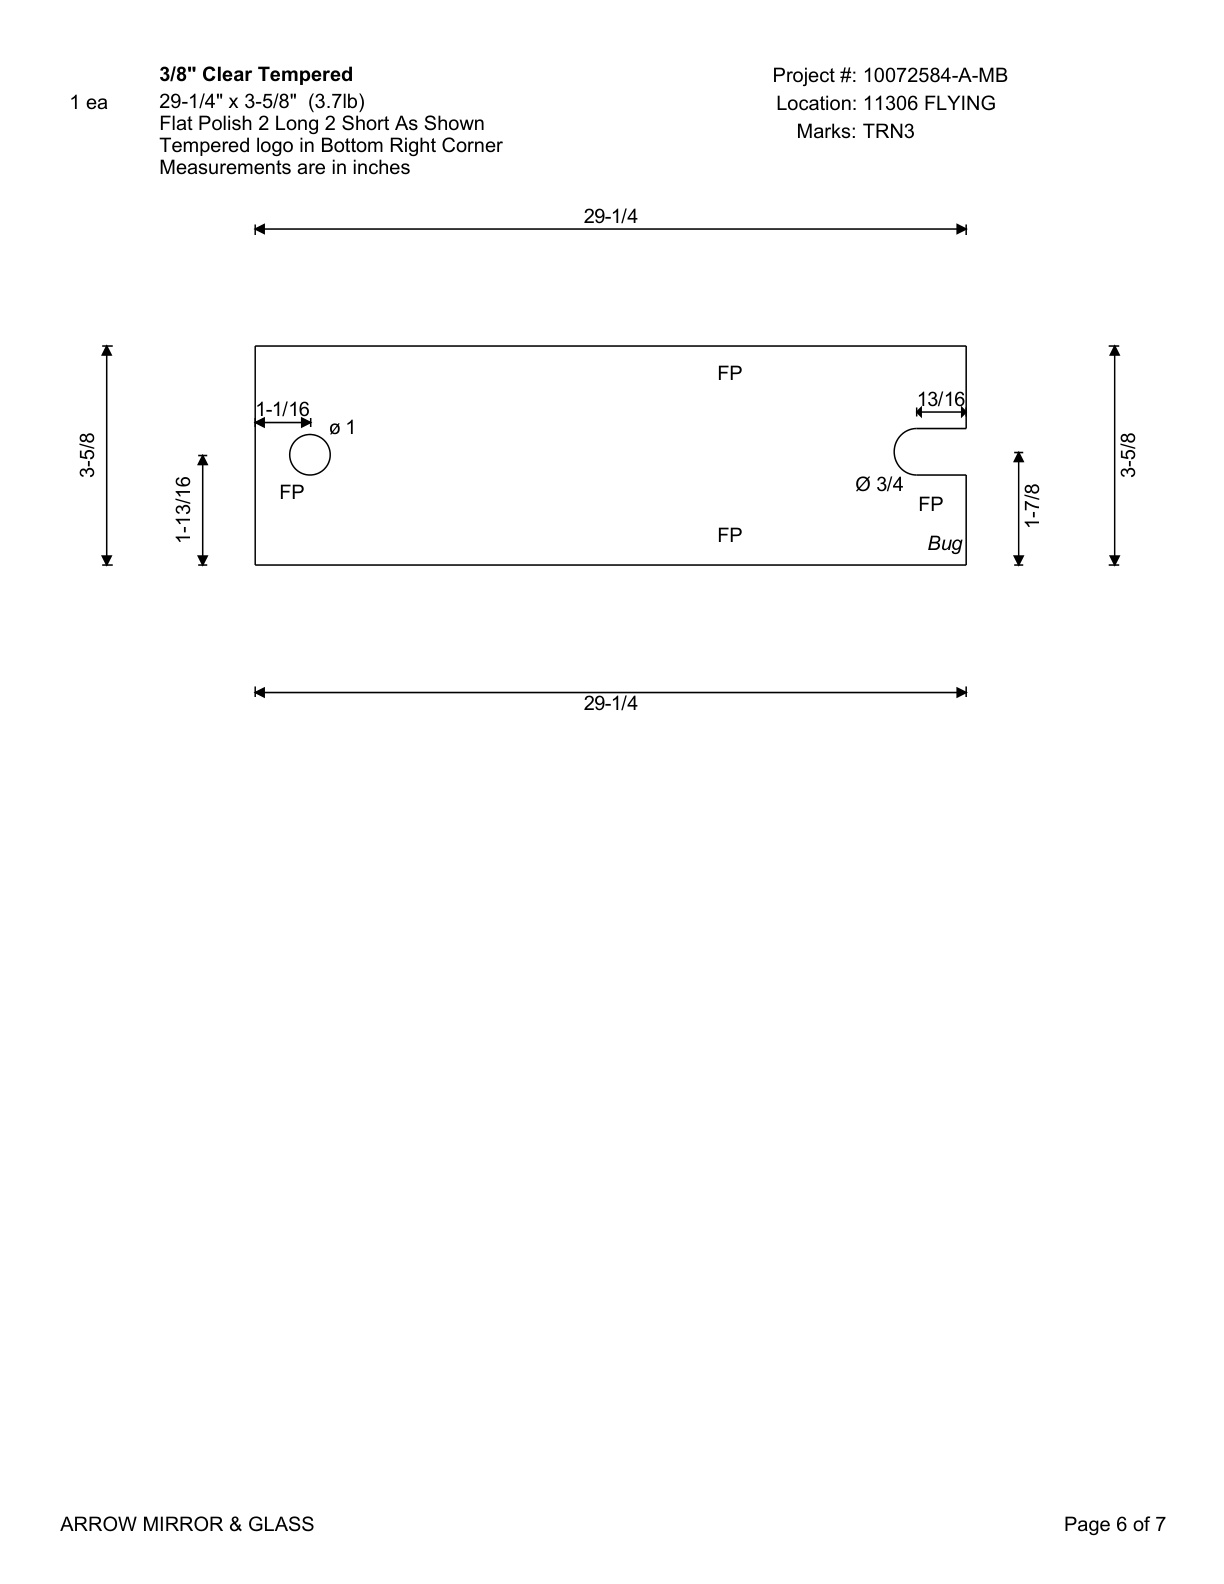 3/8" Clear Tempered
1 ea
29-1/4" x 3-5/8"  (3.7lb)
Flat Polish 2 Long 2 Short As Shown
Tempered logo in Bottom Right Corner
Measurements are in inches
Project #: 10072584-A-MB
Location: 11306 FLYING
Marks: TRN3
29-1/4
FP
13/16
1-1/16
ø 1
3-5/8
3-5/8
Ø 3/4
FP
FP
1-13/16
1-7/8
FP
Bug
29-1/4
ARROW MIRROR & GLASS
Page 6 of 7